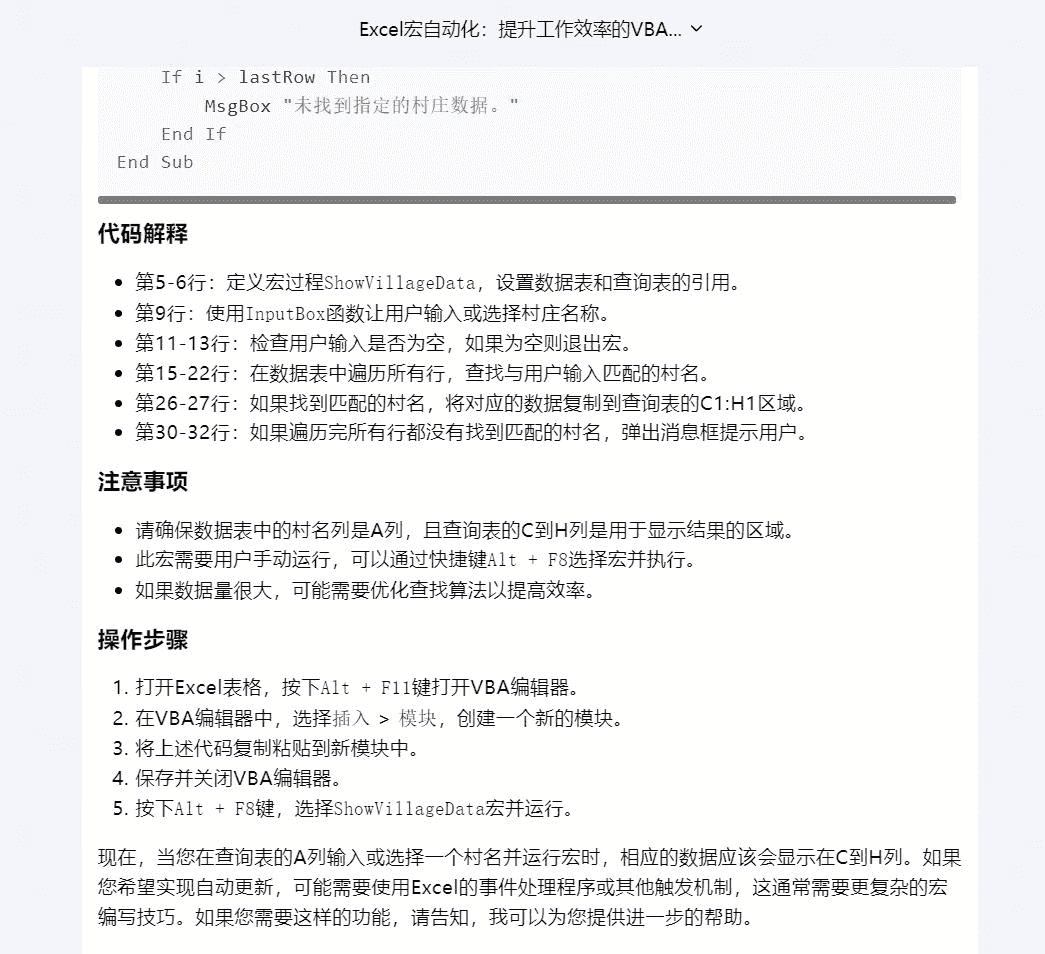 Excel宏自动化：提升工作效率的VBA...
If i > lastRow Then
MsgBox "未找到指定的村庄数据。"
End If
End Sub
代码解释
第5-6行：定义宏过程ShowVillageData，设置数据表和查询表的引用。
第9行：使用InputBox函数让用户输入或选择村庄名称。
第11-13行：检查用户输入是否为空，如果为空则退出宏。
第15-22行：在数据表中遍历所有行，查找与用户输入匹配的村名。
第26-27行：如果找到匹配的村名，将对应的数据复制到查询表的C1:H1区域。
第30-32行：如果遍历完所有行都没有找到匹配的村名，弹出消息框提示用户。
注意事项
请确保数据表中的村名列是A列，且查询表的C到H列是用于显示结果的区域。
此宏需要用户手动运行，可以通过快捷键Alt + F8选择宏并执行。
如果数据量很大，可能需要优化查找算法以提高效率。
操作步骤
1. 打开Excel表格，按下Alt + F11键打开VBA编辑器。
2. 在VBA编辑器中，选择插入 > 模块，创建一个新的模块。
3. 将上述代码复制粘贴到新模块中。
4. 保存并关闭VBA编辑器。
5. 按下Alt + F8键，选择ShowVillageData宏并运行。
现在，当您在查询表的A列输入或选择一个村名并运行宏时，相应的数据应该会显示在C到H列。如果
您希望实现自动更新，可能需要使用Excel的事件处理程序或其他触发机制，这通常需要更复杂的宏
编写技巧。如果您需要这样的功能，请告知，我可以为您提供进一步的帮助。